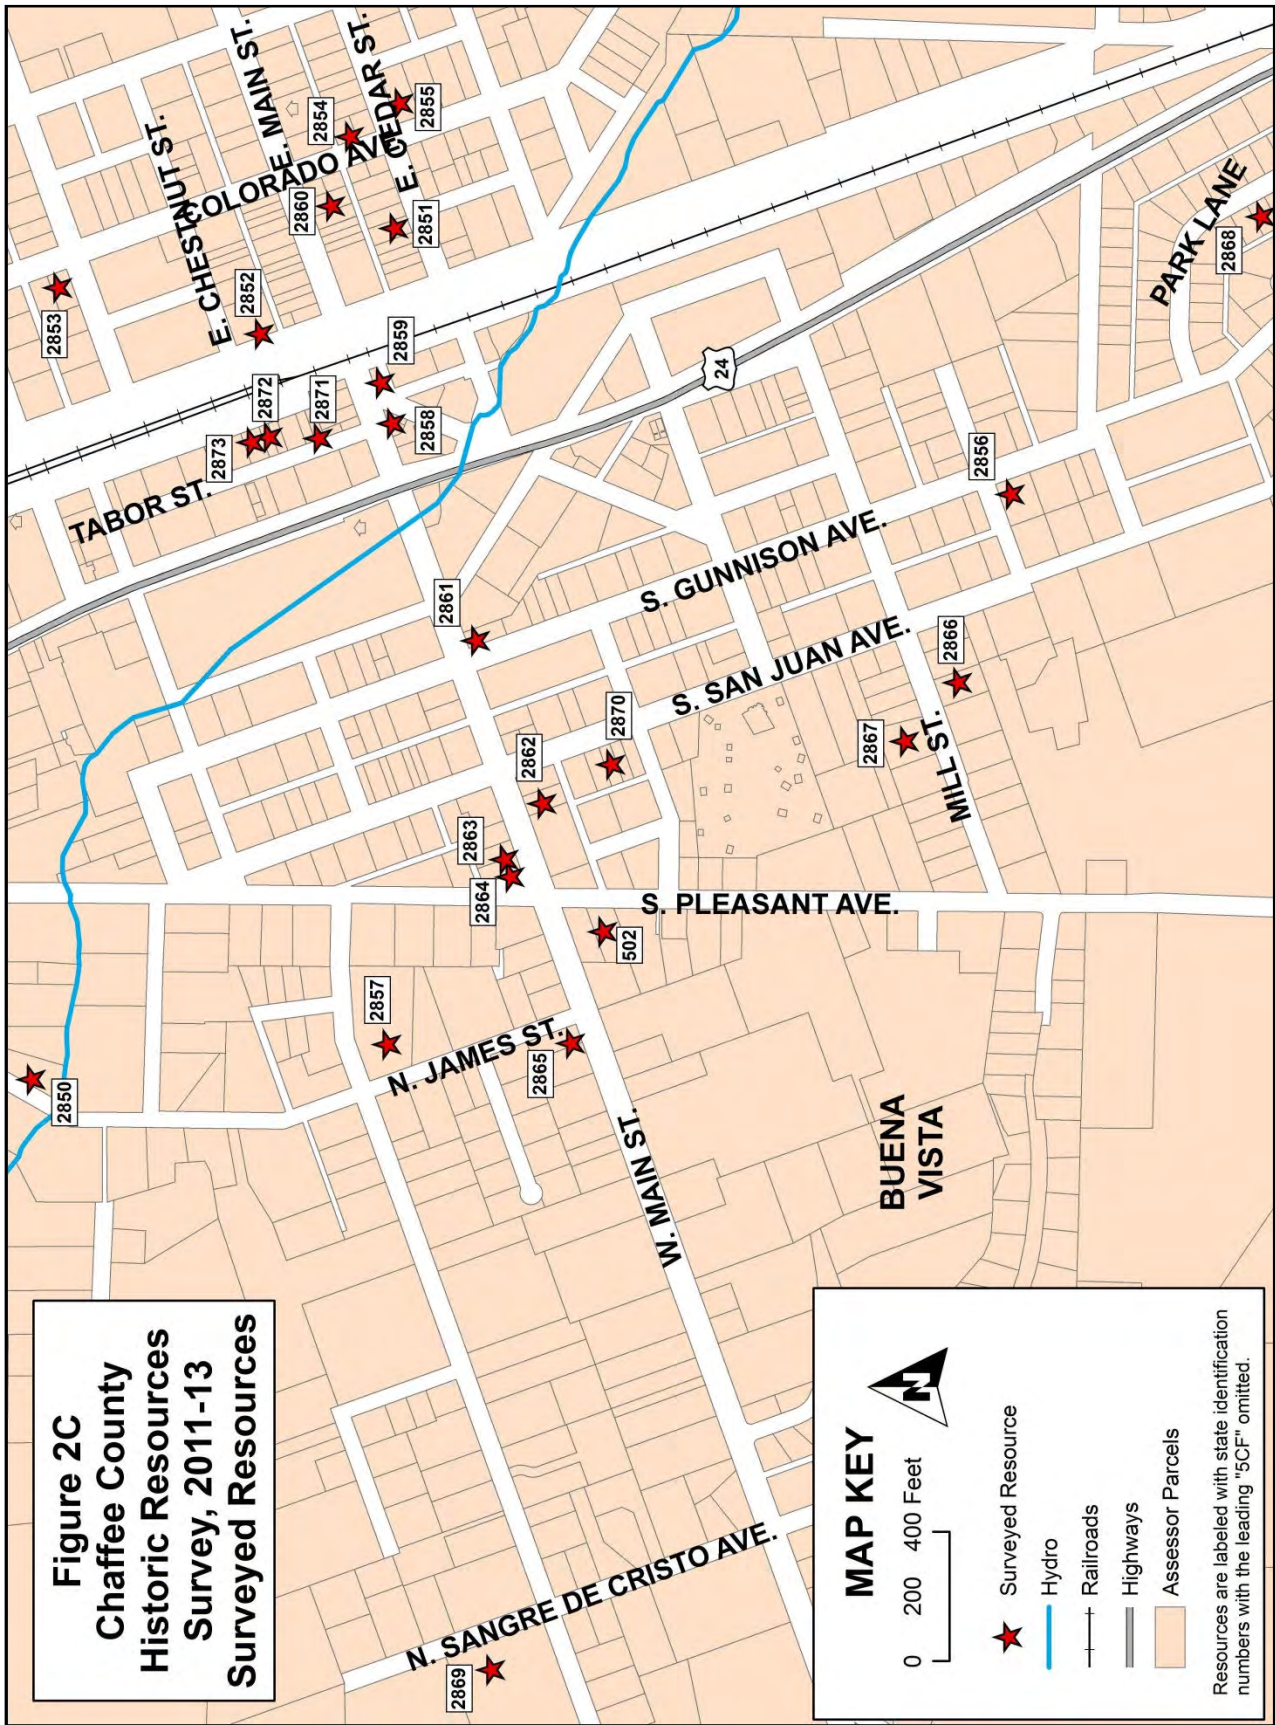 Figure 2C
Chaffee County
Historic Resources
Survey, 2011-13
Surveyed Resources
2850
2857
2853
E. CHESTNUT ST.
E. MAIN ST.
E. CEDAR ST.
COLORADO AVE.
2852
2854
2855
2860
2851
2873
2872
2871
2859
2858
TABOR ST.
2861
24
2863
2864
2862
2870
502
S. GUNNISON AVE.
S. SAN JUAN AVE.
S. PLEASANT AVE.
N. JAMES ST.
2865
W. MAIN ST.
N. SANGRE DE CRISTO AVE.
2869
2856
2866
2867
MILL ST.
PARK LANE
2868
BUENA
VISTA
MAP KEY
N
0 200 400 Feet
Surveyed Resource
Hydro
Railroads
Highways
Assessor Parcels
Resources are labeled with state identification
numbers with the leading "5CF" omitted.